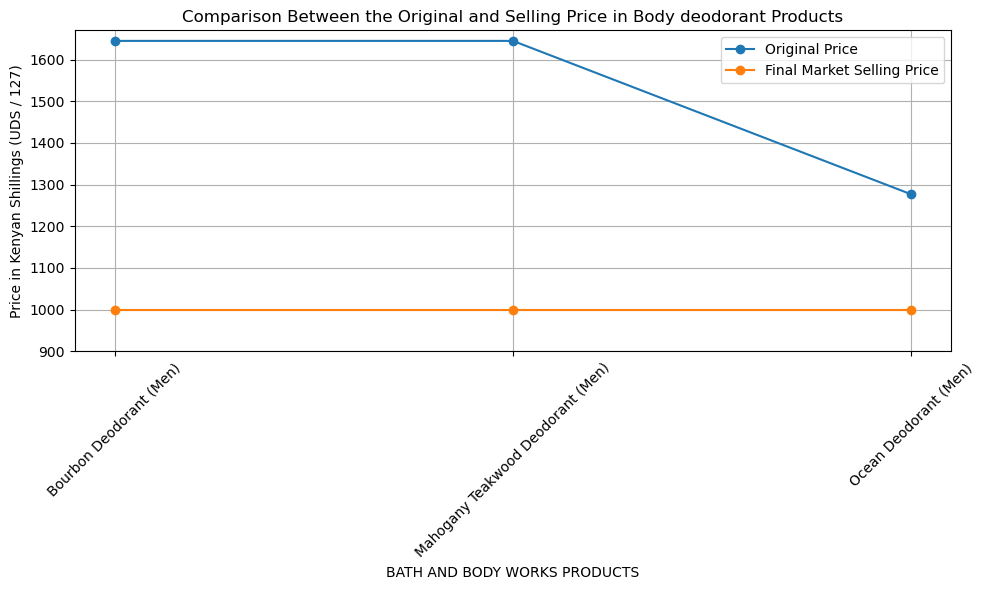 Comparison Between the Original and Selling Price in Body deodorant Products
Original Price
Final Market Selling Price
Price in Kenyan Shillings (UDS / 127)
1600
1500
1400
1300
1200
1100
1000
900
Bourbon Deodorant (Men)
Mahogany Teakwood Deodorant (Men)
Ocean Deodorant (Men)
BATH AND BODY WORKS PRODUCTS